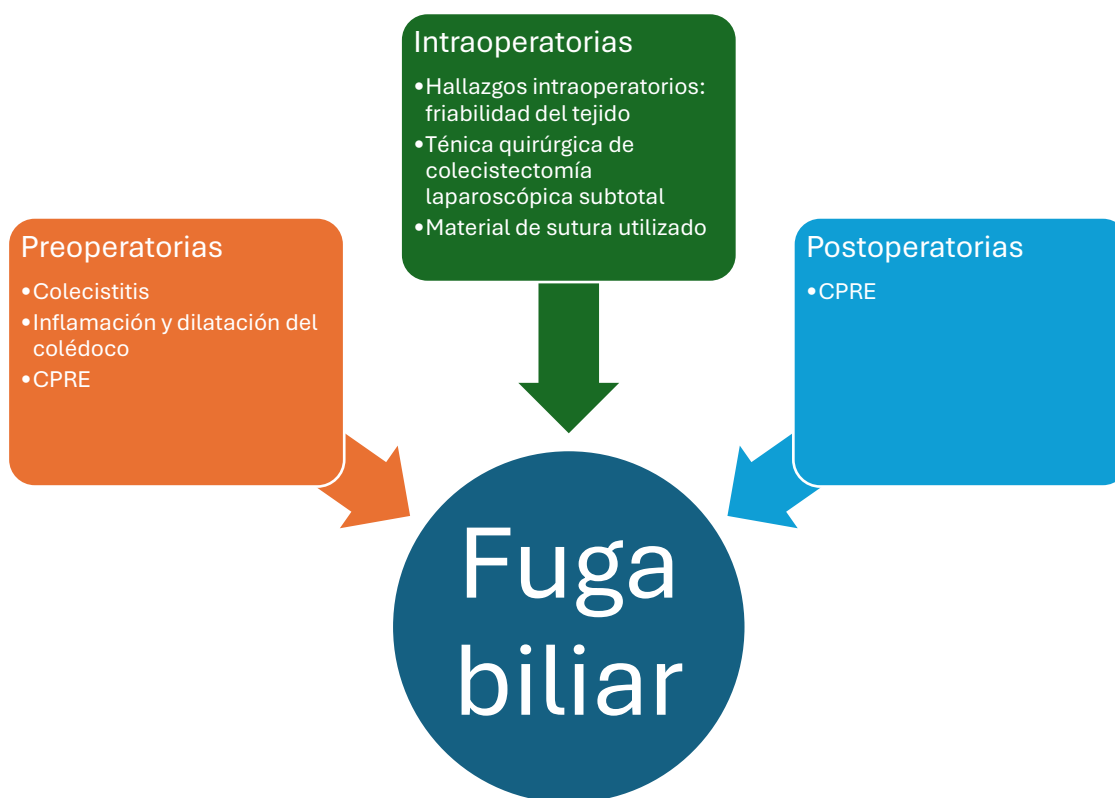 Intraoperatorias
•Hallazgos intraoperatorios:
friabilidad del tejido
•Ténica quirúrgica de
colecistectomía
laparoscópica subtotal
•Material de sutura utilizado
Preoperatorias
•Colecistitis
•Inflamación y dilatación del
colédoco
•CPRE
Postoperatorias
•CPRE
Fuga
biliar